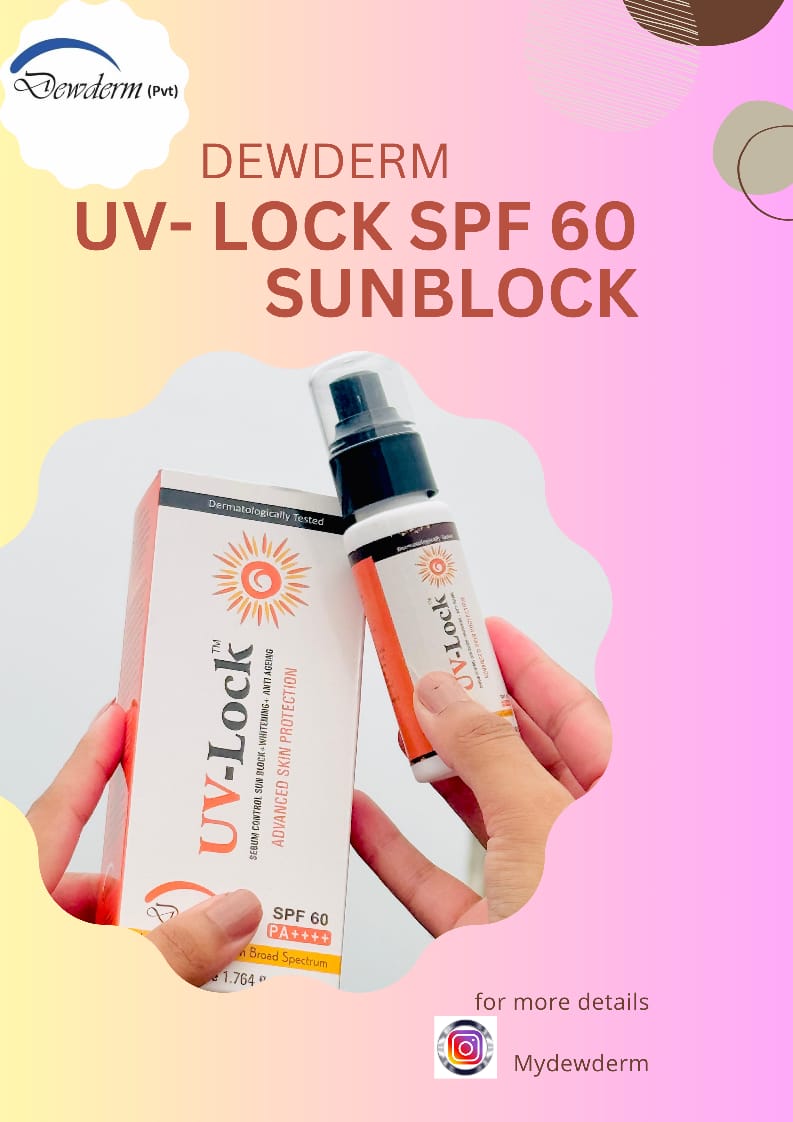 Dewderm (Pvt)
DEWDERM
UV- LOCK SPF 60
SUNBLOCK
Dermatologically Tested
UV-Lock™
SEBUM CONTROL SUN BLOCK+WHITENING+ ANTI AGEING
ADVANCED SKIN PROTECTION
SPF 60
PA++++
Broad Spectrum
1.764
Dermatologically Tested
UV-Lock™
ADVANCED SKIN PROTECTION
for more details
Mydewderm